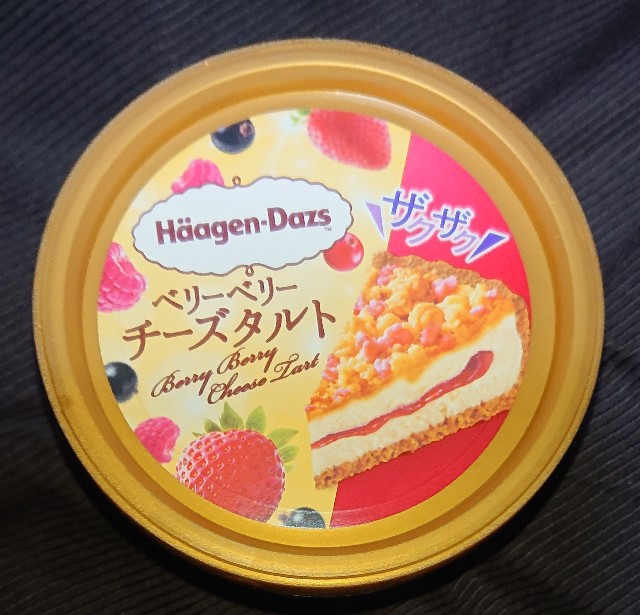 Häagen-Dazs™
ザクザク
ベリーベリー
チーズタルト
Berry Berry
Cheese Tart